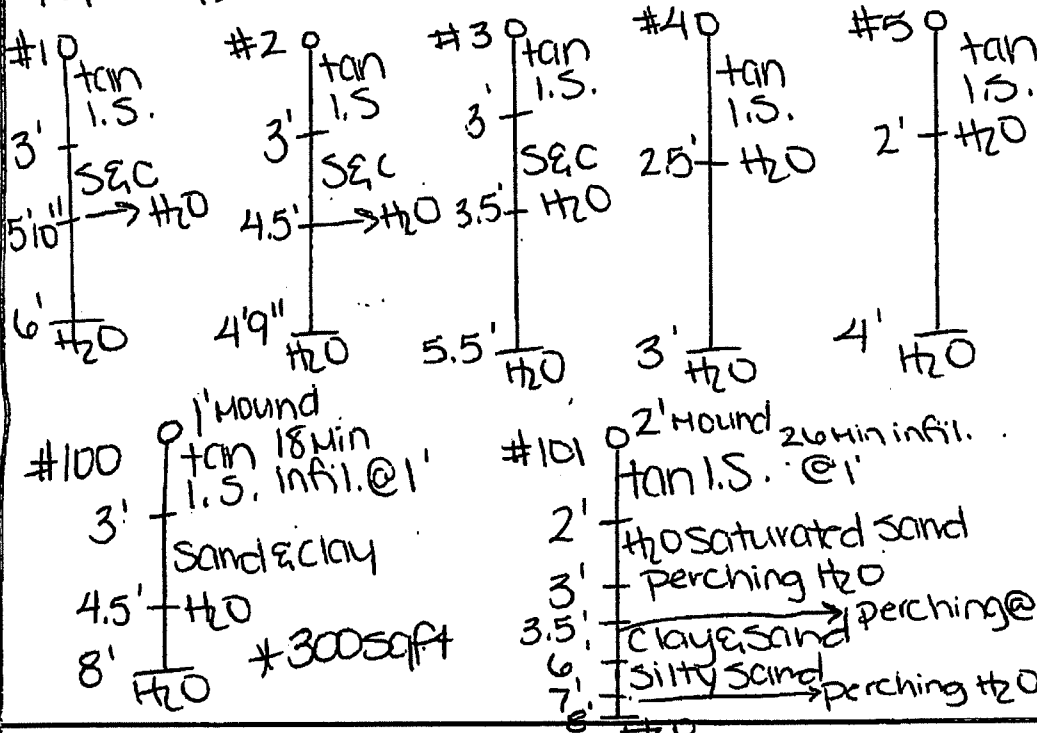 #1
tan
I.S.
3'
S&C
5'10" → H2O
6'
H2O
#2
tan
I.S
3'
S&C
4.5' → H2O
4'9"
H2O
#3
tan
I.S.
3'
S&C
3.5' H2O
5.5'
H2O
#4
tan
I.S.
2.5' H2O
3'
H2O
#5
tan
I.S.
2' H2O
4'
H2O
#100
1' Mound
tan 18 Min
I.S. infil. @ 1'
3'
Sand & Clay
4.5' H2O
8'
H2O
*300 sqft
#101
2' Mound 26 Min infil.
tan I.S. @ 1'
2'
H2O saturated sand
3' perching H2O
3.5' → perching@
Clay & Sand
6'
Silty Sand
7' → perching H2O
8'
H2O